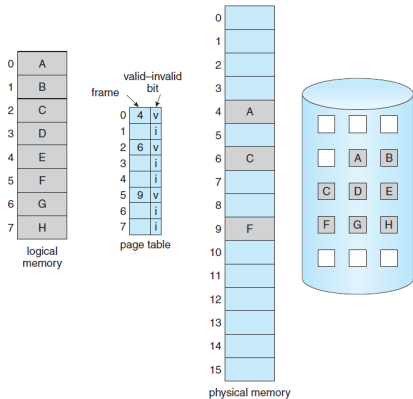 0 A
1 B
2 C
3 D
4 E
5 F
6 G
7 H
logical
memory
valid–invalid
bit
frame
0 4 v
1 i
2 6 v
3 i
4 i
5 9 v
6 i
7 i
page table
0
1
2
3
4 A
5
6 C
7
8
9 F
10
11
12
13
14
15
physical memory
A B
C D E
F G H